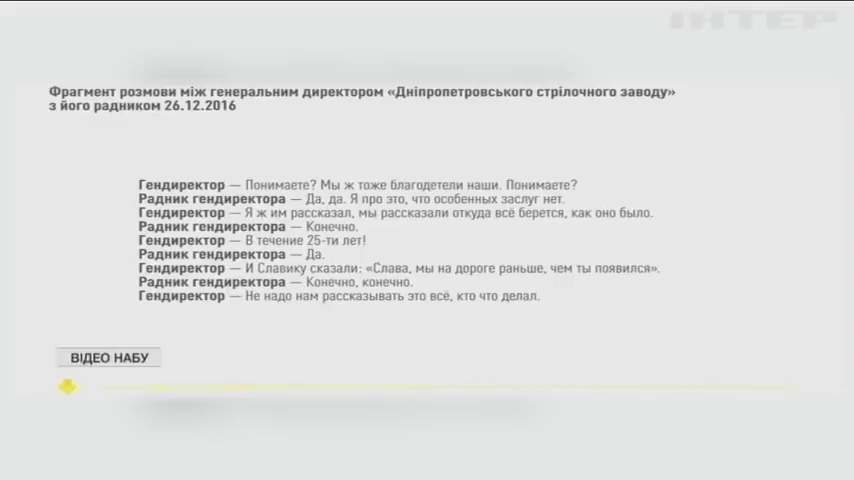 ІНТЕР
Фрагмент розмови між генеральним директором «Дніпропетровського стрілочного заводу»
з його радником 26.12.2016
Гендиректор — Понимаете? Мы ж тоже благодетели наши. Понимаете?
Радник гендиректора — Да, да. Я про это, что особенных заслуг нет.
Гендиректор — Я ж им рассказал, мы рассказали откуда всё берется, как оно было.
Радник гендиректора — Конечно.
Гендиректор — В течение 25-ти лет!
Радник гендиректора — Да.
Гендиректор — И Славику сказали: «Слава, мы на дороге раньше, чем ты появился».
Радник гендиректора — Конечно, конечно.
Гендиректор — Не надо нам рассказывать это всё, кто что делал.
ВІДЕО НАБУ